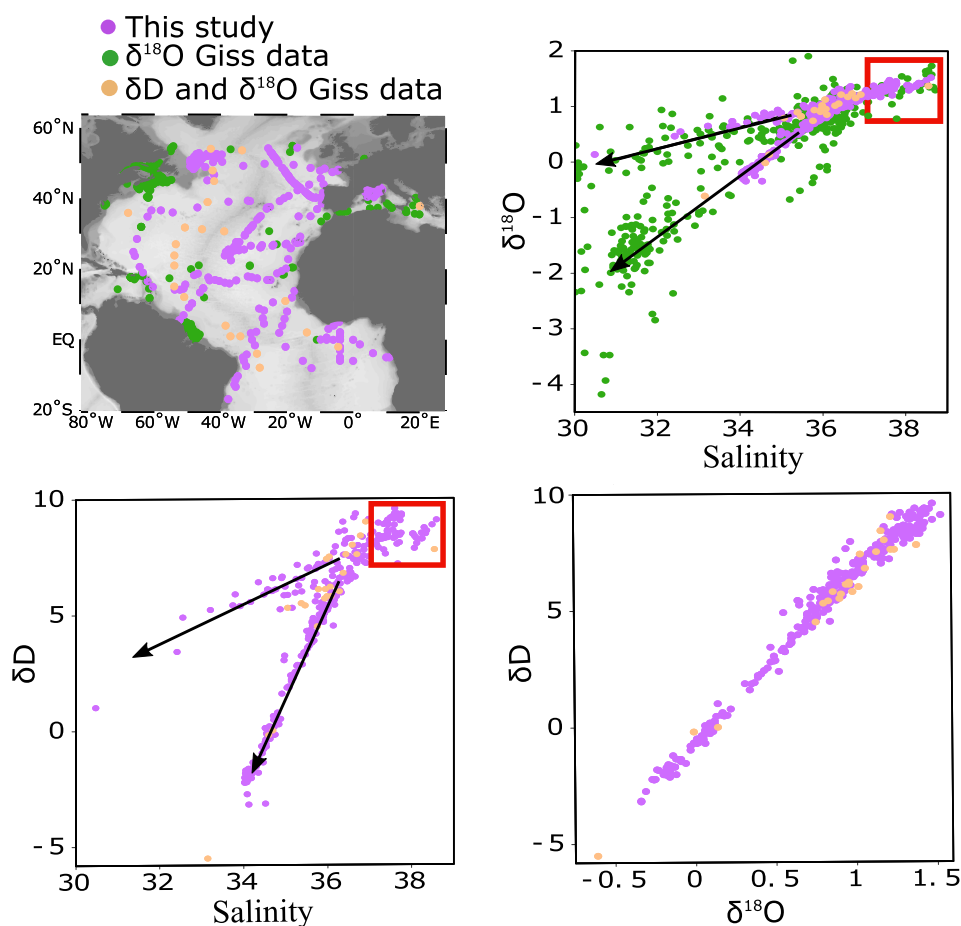 This study
δ¹⁸O Giss data
δD and δ¹⁸O Giss data
60˚N
40˚N
20˚N
EQ
20˚S
80˚W 60˚W 40˚W 20˚W 0˚ 20˚E
2
1
0
-1
-2
-3
-4
δ¹⁸O
30 32 34 36 38
Salinity
10
5
0
-5
δD
30 32 34 36 38
Salinity
10
5
0
-5
δD
-0.5 0 0.5 1 1.5
δ¹⁸O